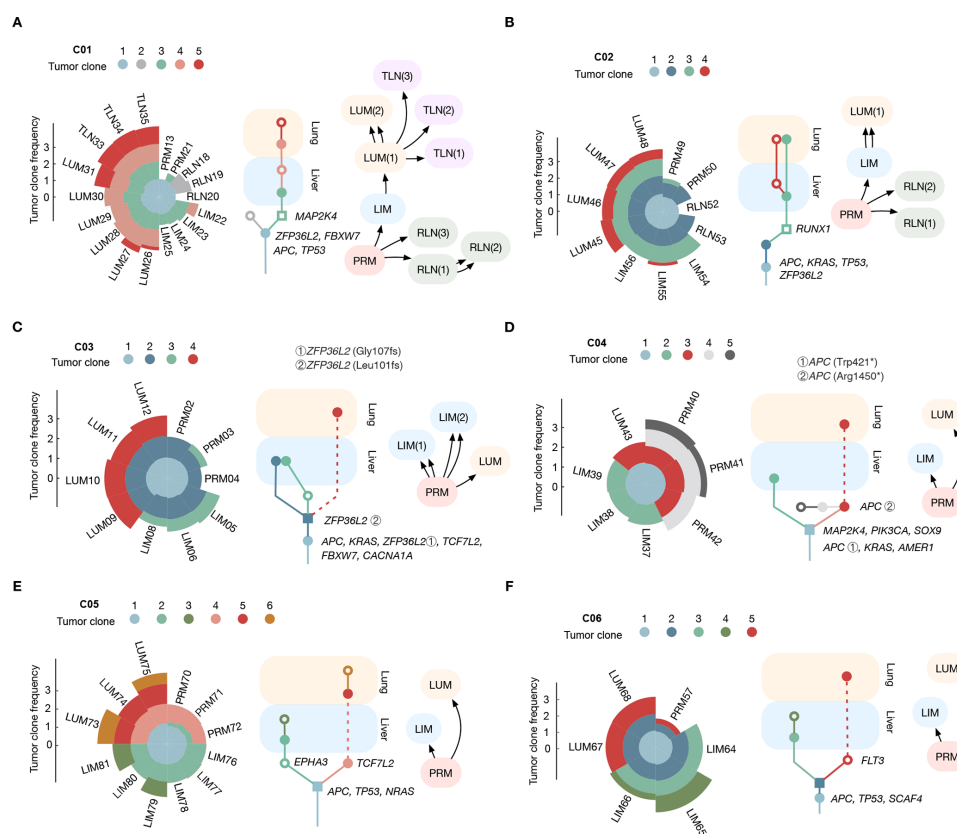 A
C01
1 2 3 4 5
Tumor clone
Tumor clone frequency
3
2
1
0
TLN35
TLN34
TLN33
LUM31
LUM30
LUM29
LUM28
LUM27
LUM26
LIM25
LIM24
LIM23
LIM22
RLN20
RLN19
RLN18
PRM21
PRM13
Lung
Liver
MAP2K4
ZFP36L2, FBXW7
APC, TP53
TLN(3)
LUM(2)
TLN(2)
LUM(1)
TLN(1)
LIM
RLN(3)
RLN(2)
PRM
RLN(1)
B
C02
1 2 3 4
Tumor clone
Tumor clone frequency
3
2
1
0
LUM48
LUM47
LUM46
LUM45
LIM56
LIM55
LIM54
RLN53
RLN52
PRM50
PRM49
Lung
Liver
RUNX1
APC, KRAS, TP53,
ZFP36L2
LUM(1)
LIM
RLN(2)
PRM
RLN(1)
C
C03
1 2 3 4
Tumor clone
①ZFP36L2 (Gly107fs)
②ZFP36L2 (Leu101fs)
Tumor clone frequency
3
2
1
0
LUM12
LUM11
LUM10
LUM09
LIM08
LIM06
LIM05
PRM04
PRM03
PRM02
Lung
Liver
ZFP36L2 ②
APC, KRAS, ZFP36L2①, TCF7L2,
FBXW7, CACNA1A
LIM(2)
LIM(1)
LUM
PRM
D
C04
1 2 3 4 5
Tumor clone
①APC (Trp421*)
②APC (Arg1450*)
Tumor clone frequency
3
2
1
0
PRM40
LUM43
PRM41
LIM39
LIM38
LIM37
PRM42
Lung
Liver
APC ②
MAP2K4, PIK3CA, SOX9
APC ①, KRAS, AMER1
LUM
LIM
PRM
E
C05
1 2 3 4 5 6
Tumor clone
Tumor clone frequency
3
2
1
0
LUM75
LUM74
LUM73
LIM81
LIM80
LIM79
LIM78
LIM77
LIM76
PRM72
PRM71
PRM70
Lung
Liver
EPHA3
TCF7L2
APC, TP53, NRAS
LUM
LIM
PRM
F
C06
1 2 3 4 5
Tumor clone
Tumor clone frequency
3
2
1
0
LUM68
PRM57
LUM67
LIM64
LIM66
LIM65
Lung
Liver
FLT3
APC, TP53, SCAF4
LUM
LIM
PRM